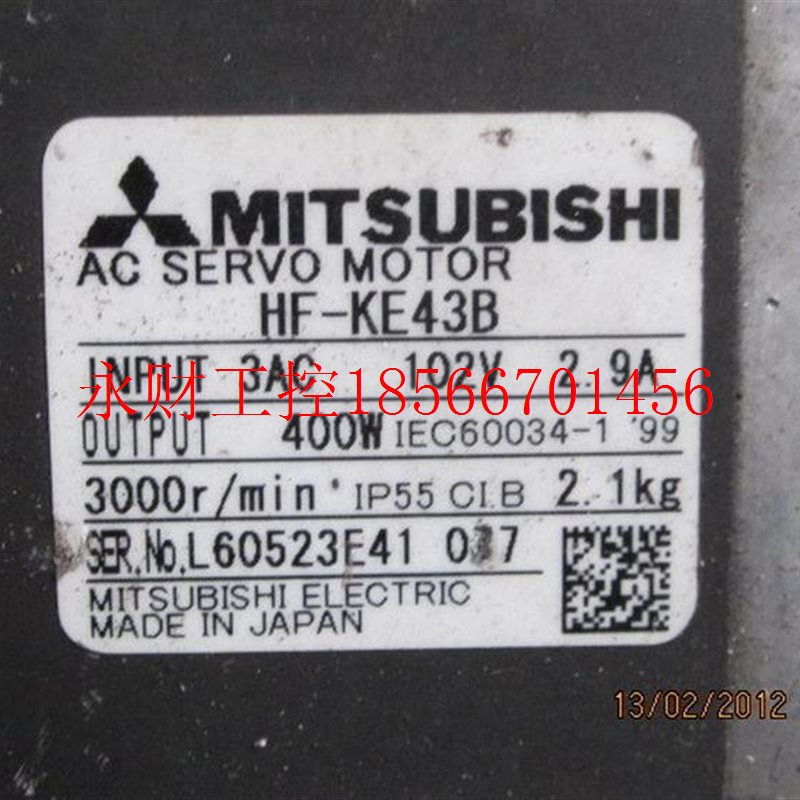 MITSUBISHI
AC SERVO MOTOR
HF-KE43B
INPUT 3AC 102V 2.9A
永财工控18566701456
OUTPUT 400W IEC60034-1 '99
3000r/min IP55 CI.B 2.1kg
SER.No.L60523E41
MITSUBISHI ELECTRIC
MADE IN JAPAN
13/02/2012